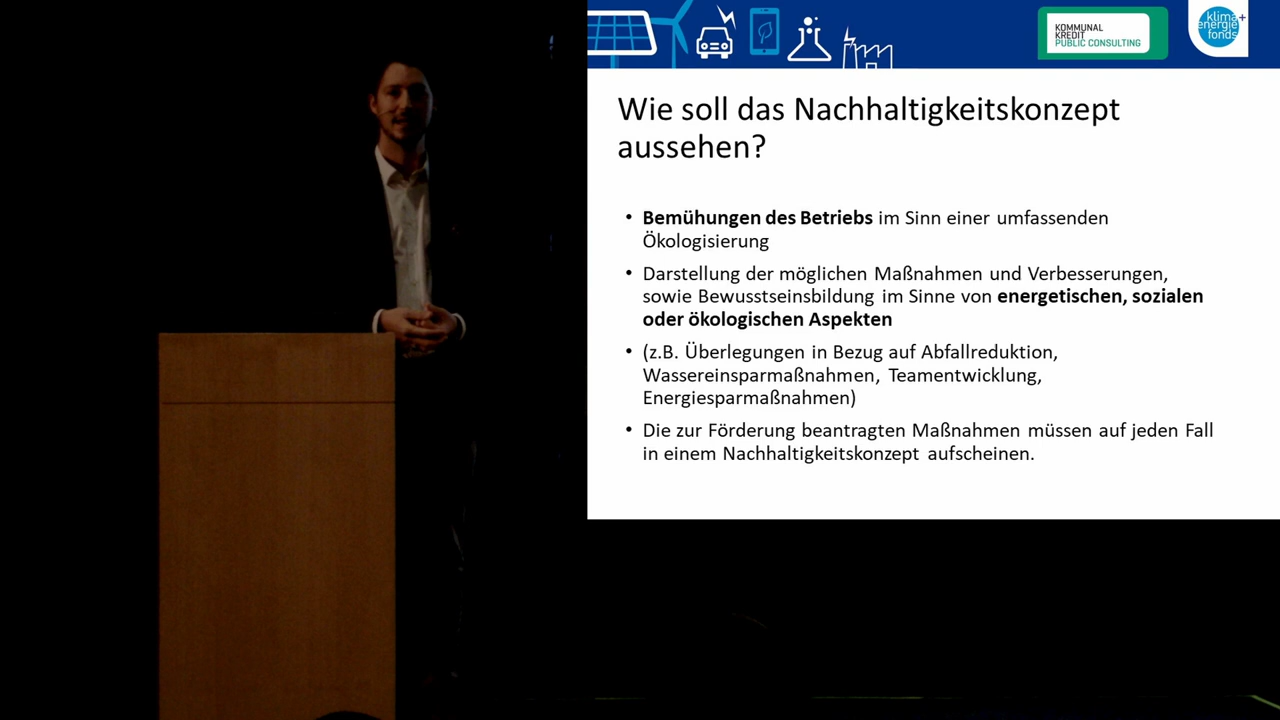 KOMMUNAL
KREDIT
PUBLIC CONSULTING
klima+
energie
fonds
Wie soll das Nachhaltigkeitskonzept
aussehen?
• Bemühungen des Betriebs im Sinn einer umfassenden
Ökologisierung
• Darstellung der möglichen Maßnahmen und Verbesserungen,
sowie Bewusstseinsbildung im Sinne von energetischen, sozialen
oder ökologischen Aspekten
• (z.B. Überlegungen in Bezug auf Abfallreduktion,
Wassereinsparmaßnahmen, Teamentwicklung,
Energiesparmaßnahmen)
• Die zur Förderung beantragten Maßnahmen müssen auf jeden Fall
in einem Nachhaltigkeitskonzept aufscheinen.